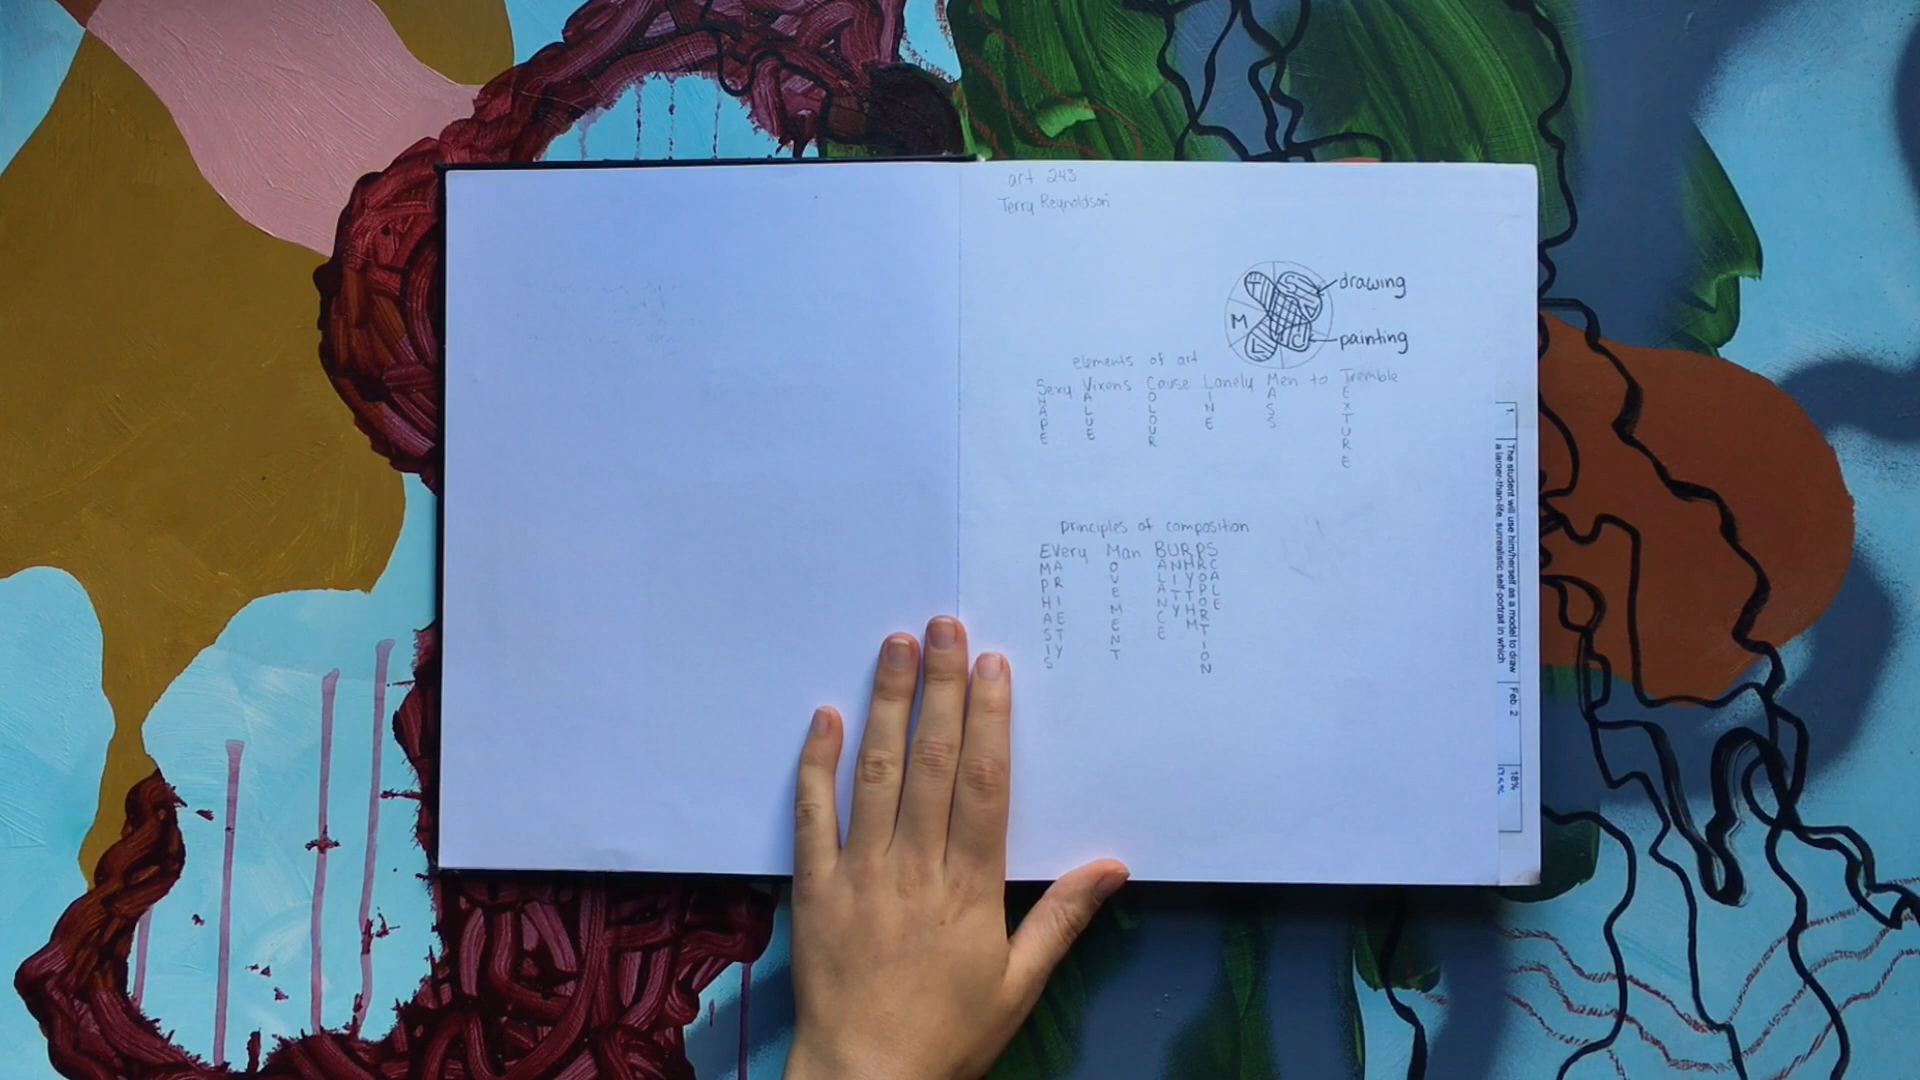 art 243
Terry Reynoldson
drawing
painting
T S V M L C
elements of art
Sexy Vixens Cause Lonely Men to Tremble
SHAPE VALUE COLOUR LINE MASS TEXTURE
principles of composition
EVery Man BURPS
EMPHASIS VARIETY MOVEMENT BALANCE UNITY RHYTHM PROPORTION SCALE
1. The student will use him/herself as a model to draw Feb. 2 18%
a larger-than-life surrealistic self-portrait in which